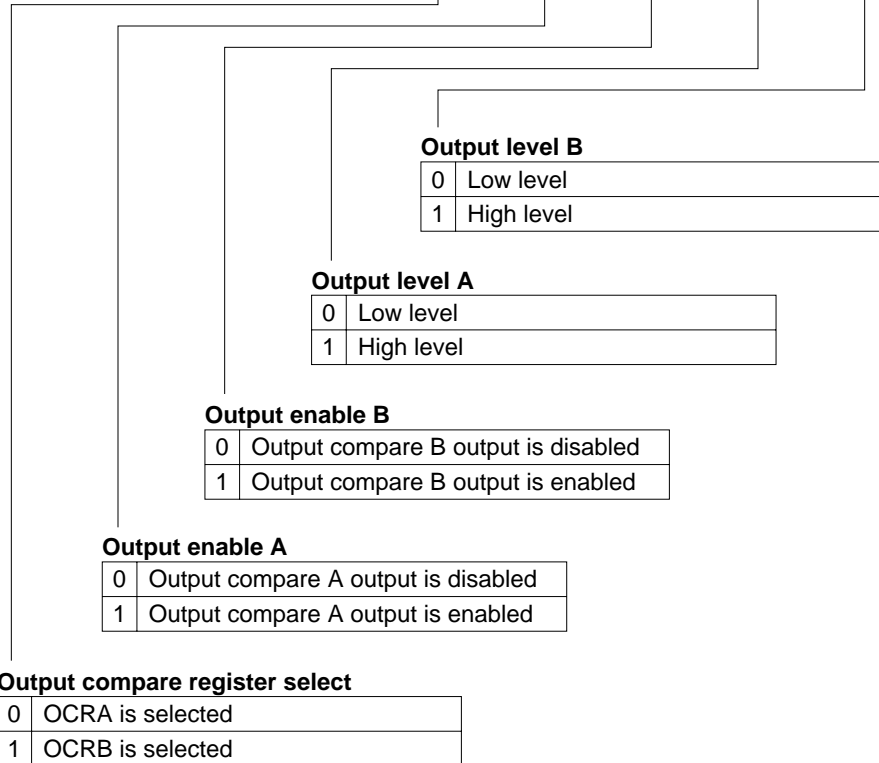 Output level B
0 Low level
1 High level
Output level A
0 Low level
1 High level
Output enable B
0 Output compare B output is disabled
1 Output compare B output is enabled
Output enable A
0 Output compare A output is disabled
1 Output compare A output is enabled
Output compare register select
0 OCRA is selected
1 OCRB is selected